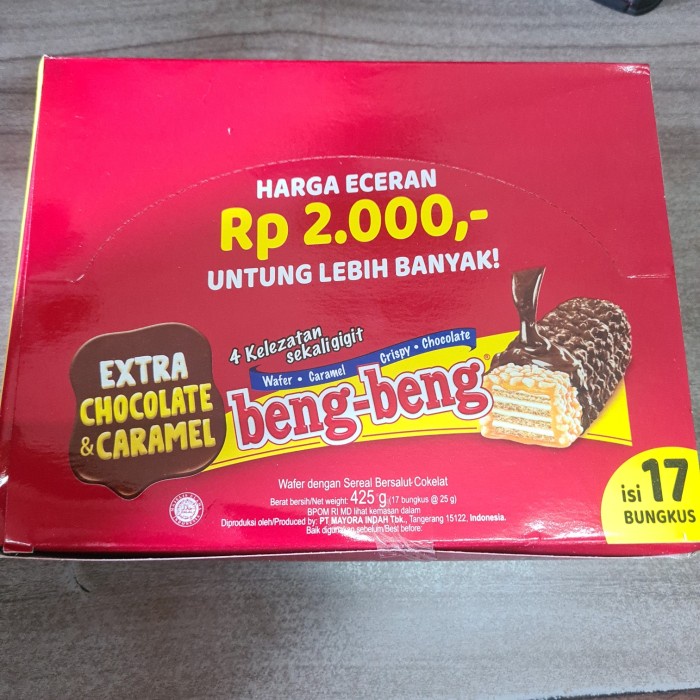 HARGA ECERAN
Rp 2.000,-
UNTUNG LEBIH BANYAK!
4 Kelezatan
sekali gigit
Wafer • Caramel Crispy • Chocolate
EXTRA
CHOCOLATE
& CARAMEL
beng-beng®
Wafer dengan Sereal Bersalut Cokelat
Berat bersih/Net weight: 425 g (17 bungkus @ 25 g)
BPOM RI MD lihat kemasan dalam
Diproduksi oleh/Produced by: PT MAYORA INDAH Tbk., Tangerang 15122, Indonesia.
Baik digunakan sebelum/Best before:
isi 17
BUNGKUS